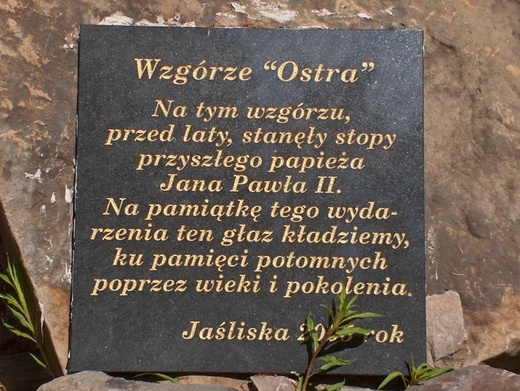 Wzgórze “Ostra”
Na tym wzgórzu,
przed laty, stanęły stopy
przyszłego papieża
Jana Pawła II.
Na pamiątkę tego wyda-
rzenia ten głaz kładziemy,
ku pamięci potomnych
poprzez wieki i pokolenia.
Jaśliska rok